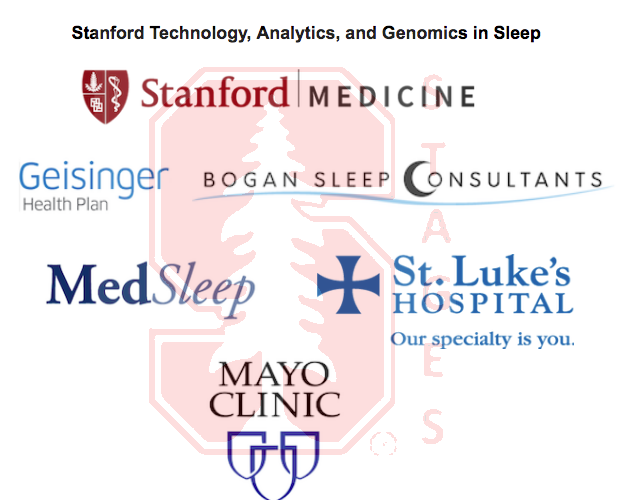 Stanford Technology, Analytics, and Genomics in Sleep
Stanford MEDICINE
Geisinger
Health Plan
BOGAN SLEEP CONSULTANTS
MedSleep
St. Luke's
HOSPITAL
Our specialty is you.
MAYO
CLINIC
STAGES